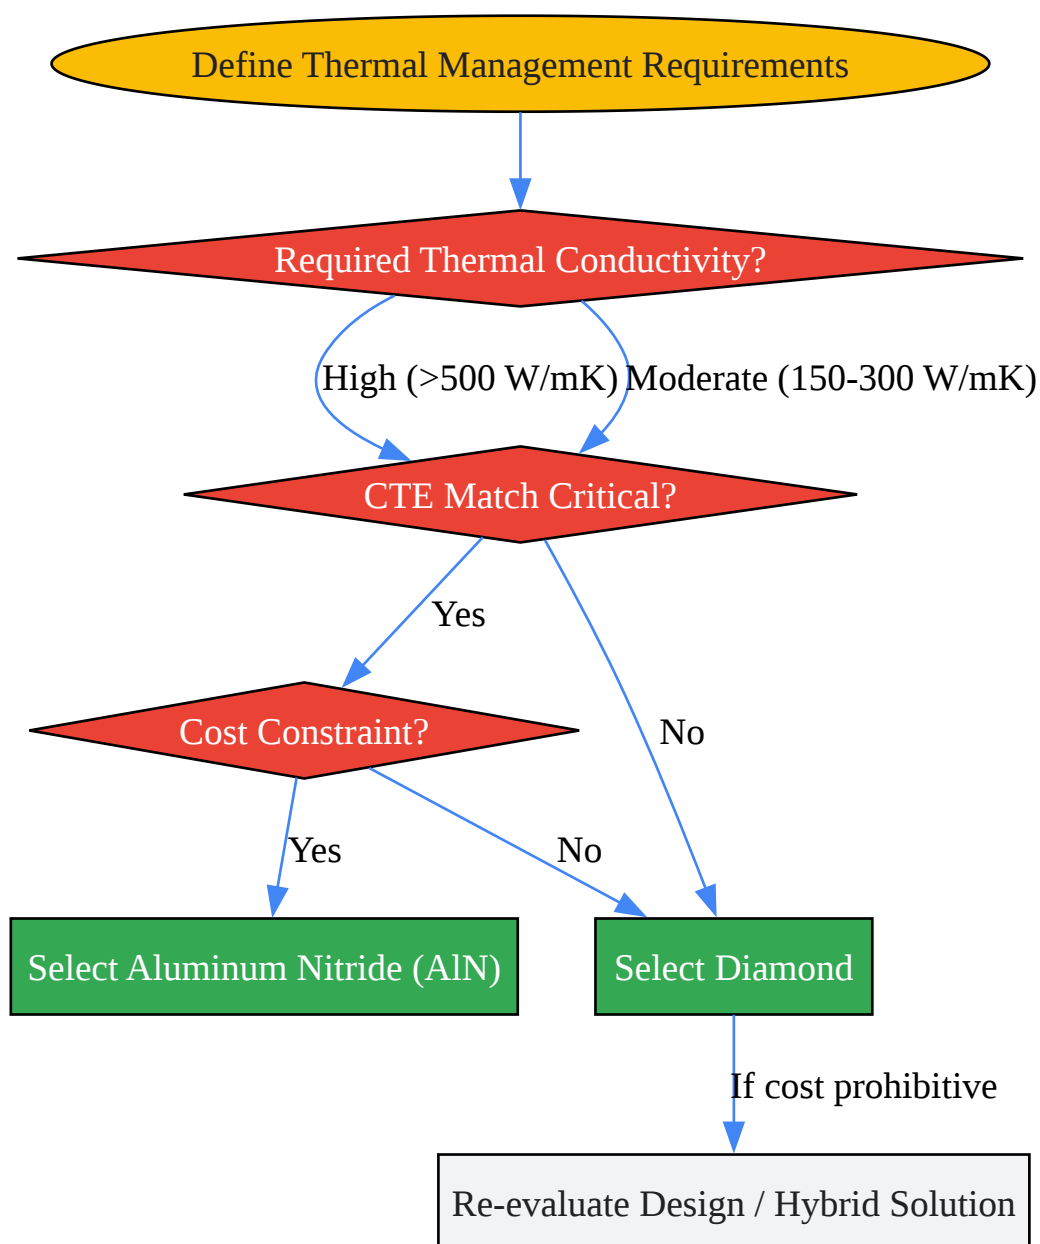 Define Thermal Management Requirements
Required Thermal Conductivity?
High (>500 W/mK)
Moderate (150-300 W/mK)
CTE Match Critical?
Yes
Cost Constraint?
No
Yes
No
Select Aluminum Nitride (AlN)
Select Diamond
If cost prohibitive
Re-evaluate Design / Hybrid Solution